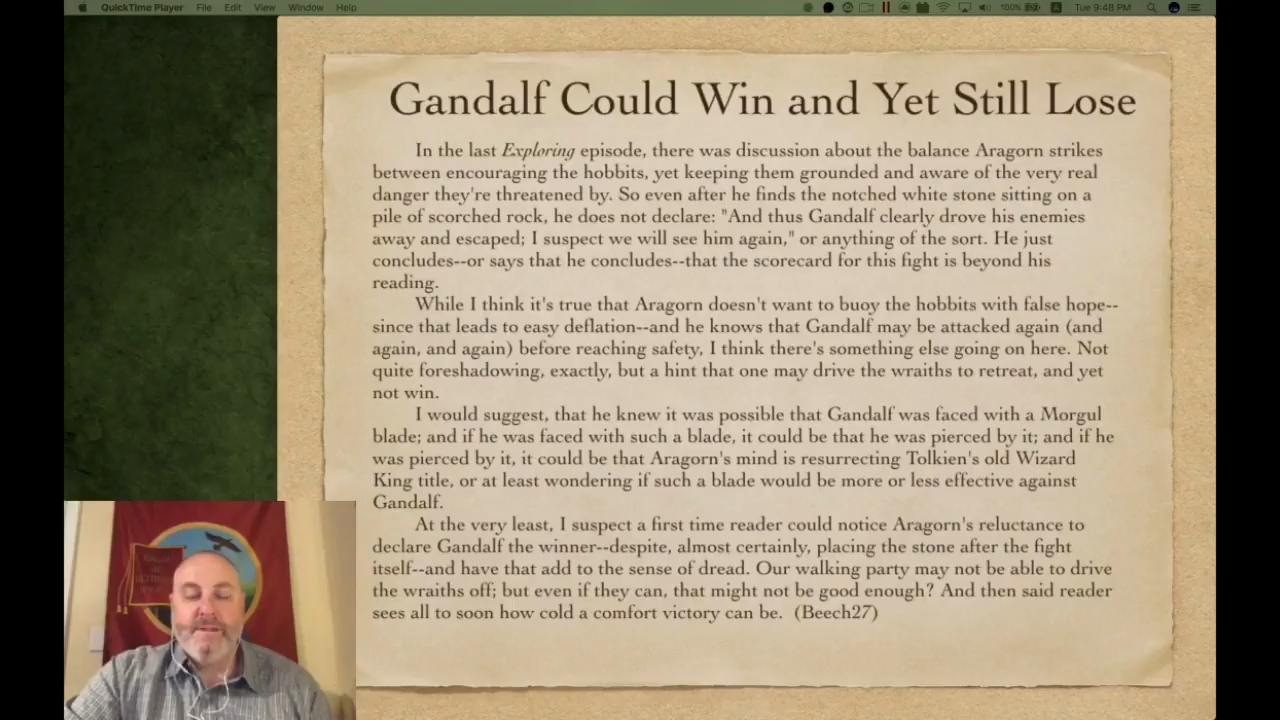 QuickTime Player File Edit View Window Help
100% Tue 9:48 PM
Gandalf Could Win and Yet Still Lose
In the last Exploring episode, there was discussion about the balance Aragorn strikes
between encouraging the hobbits, yet keeping them grounded and aware of the very real
danger they're threatened by. So even after he finds the notched white stone sitting on a
pile of scorched rock, he does not declare: "And thus Gandalf clearly drove his enemies
away and escaped; I suspect we will see him again," or anything of the sort. He just
concludes--or says that he concludes--that the scorecard for this fight is beyond his
reading.
While I think it's true that Aragorn doesn't want to buoy the hobbits with false hope--
since that leads to easy deflation--and he knows that Gandalf may be attacked again (and
again, and again) before reaching safety, I think there's something else going on here. Not
quite foreshadowing, exactly, but a hint that one may drive the wraiths to retreat, and yet
not win.
I would suggest, that he knew it was possible that Gandalf was faced with a Morgul
blade; and if he was faced with such a blade, it could be that he was pierced by it; and if he
was pierced by it, it could be that Aragorn's mind is resurrecting Tolkien's old Wizard
King title, or at least wondering if such a blade would be more or less effective against
Gandalf.
At the very least, I suspect a first time reader could notice Aragorn's reluctance to
declare Gandalf the winner--despite, almost certainly, placing the stone after the fight
itself--and have that add to the sense of dread. Our walking party may not be able to drive
the wraiths off; but even if they can, that might not be good enough? And then said reader
sees all to soon how cold a comfort victory can be. (Beech27)